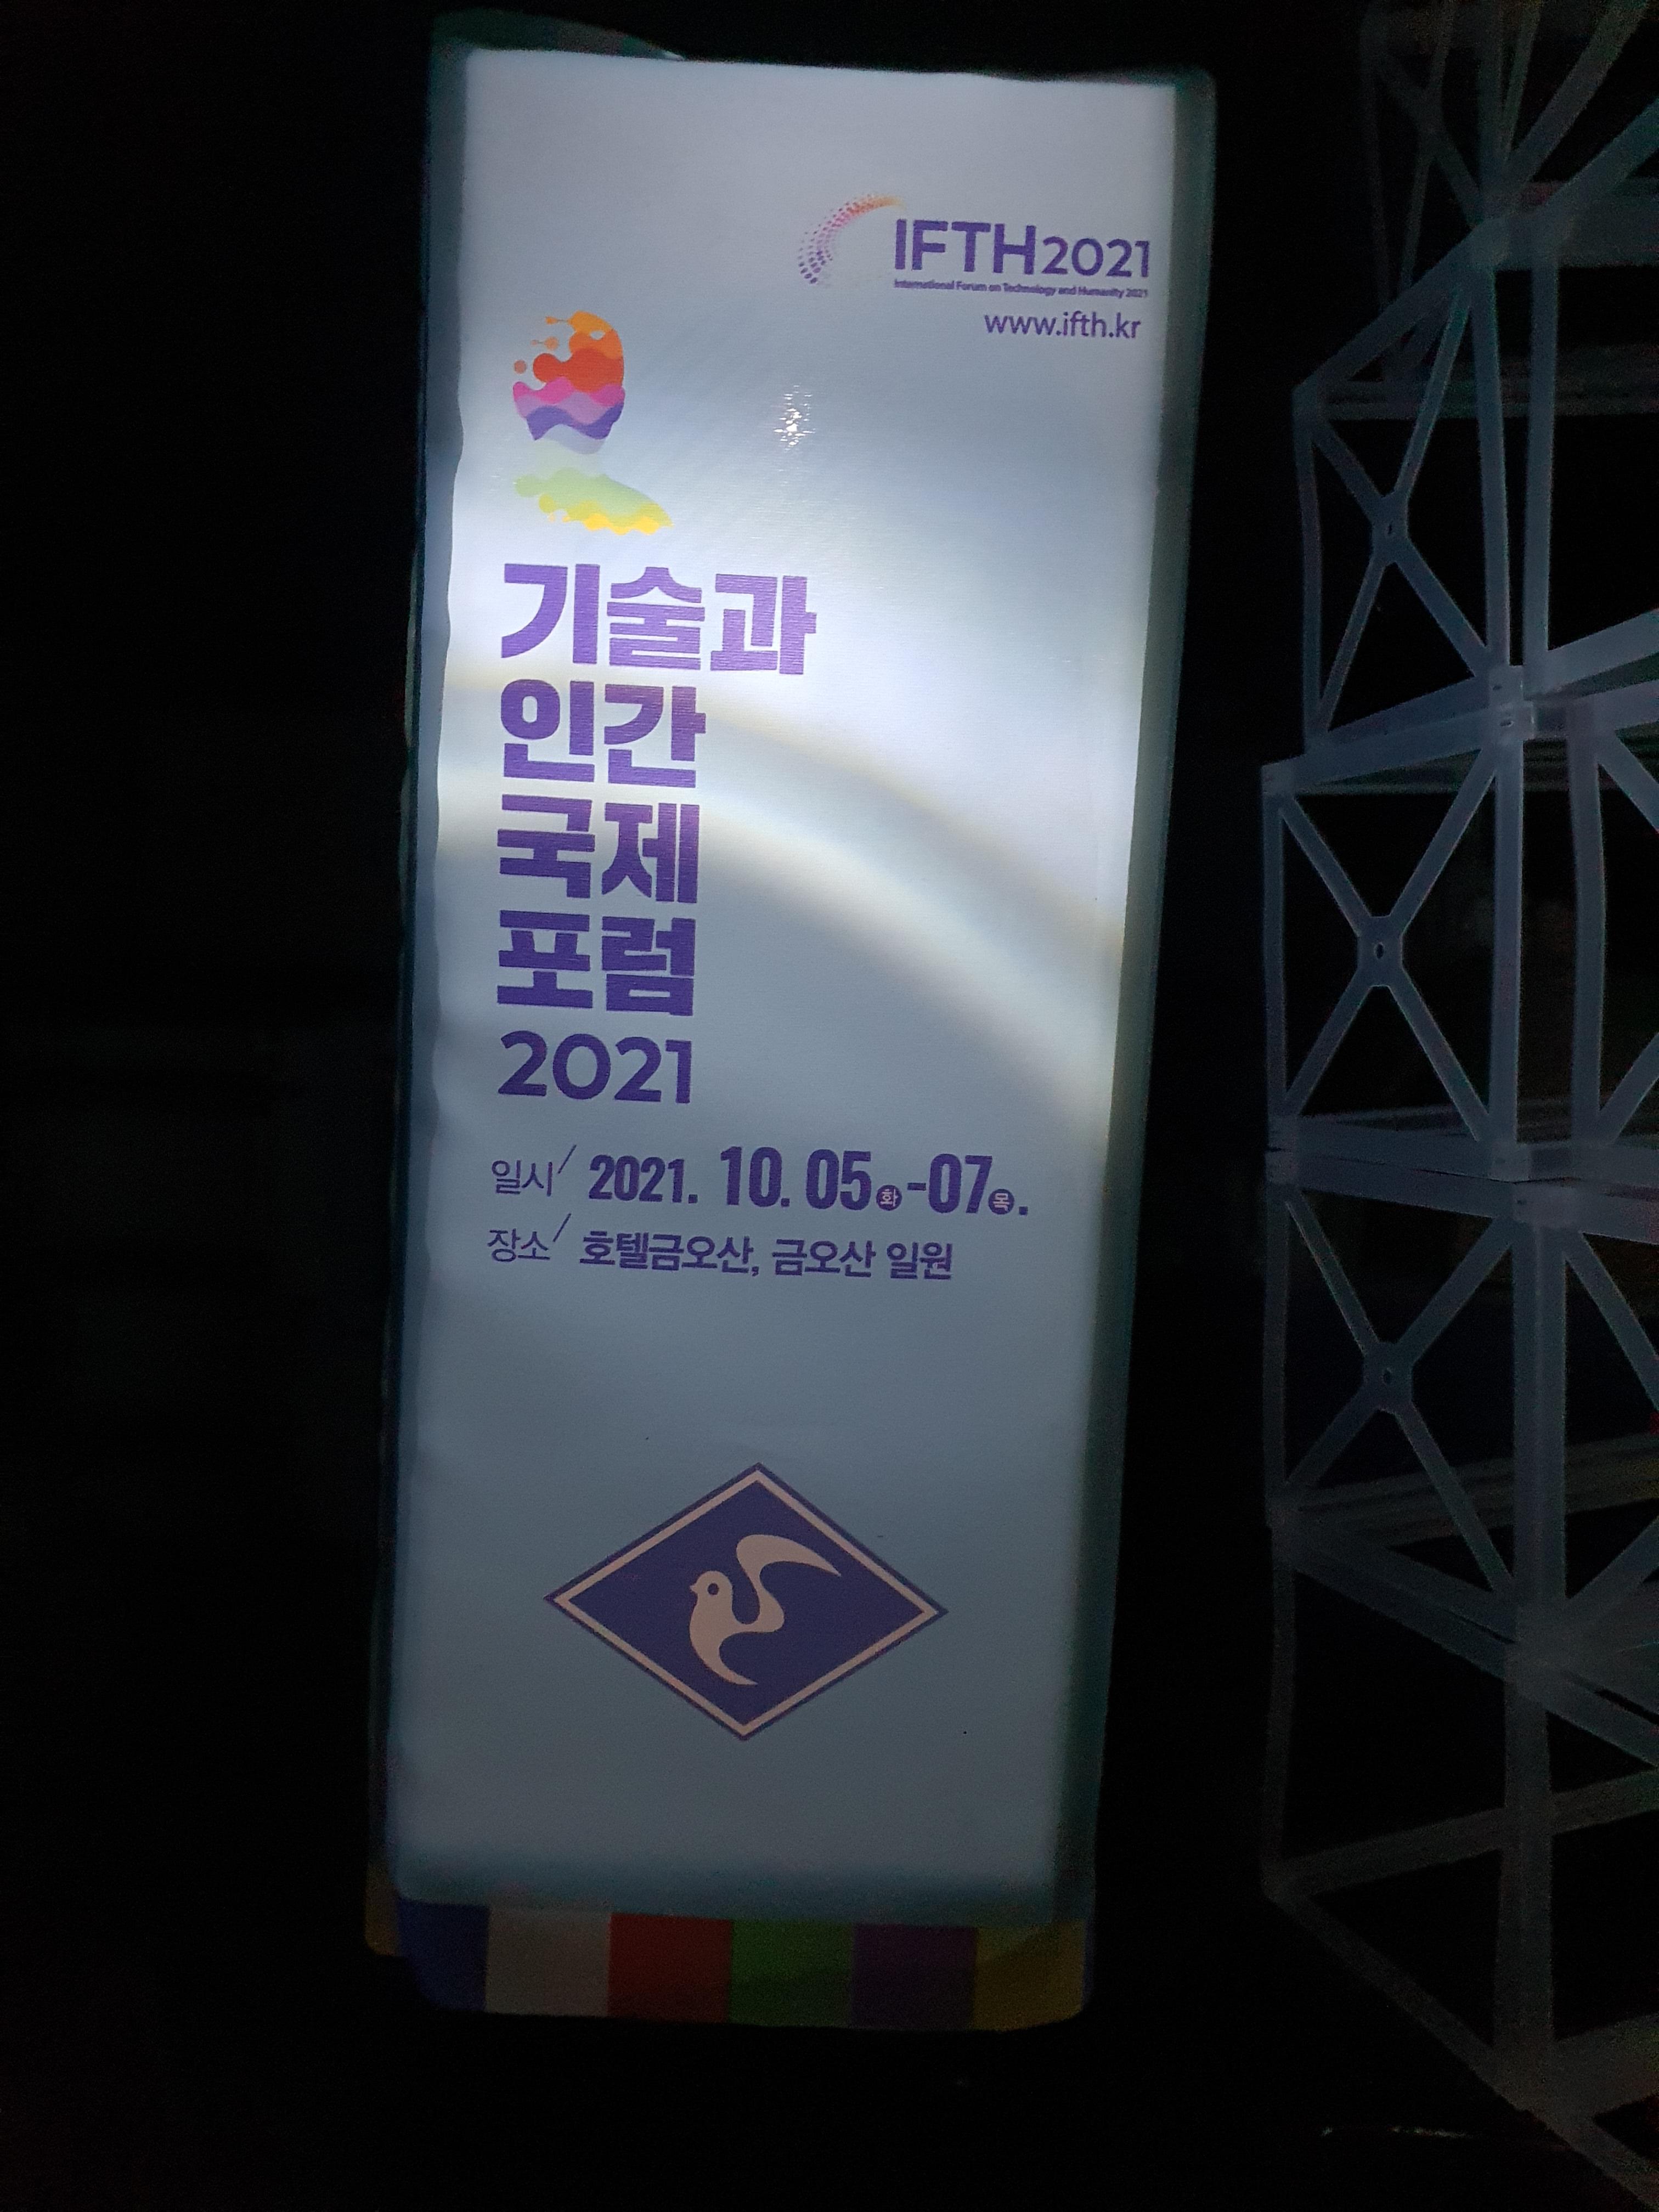 IFTH2021
International Forum on Technology and Humanity 2021
www.ifth.kr
기술과
인간
국제
포럼
2021
일시/ 2021. 10. 05화-07목.
장소/ 호텔금오산, 금오산 일원